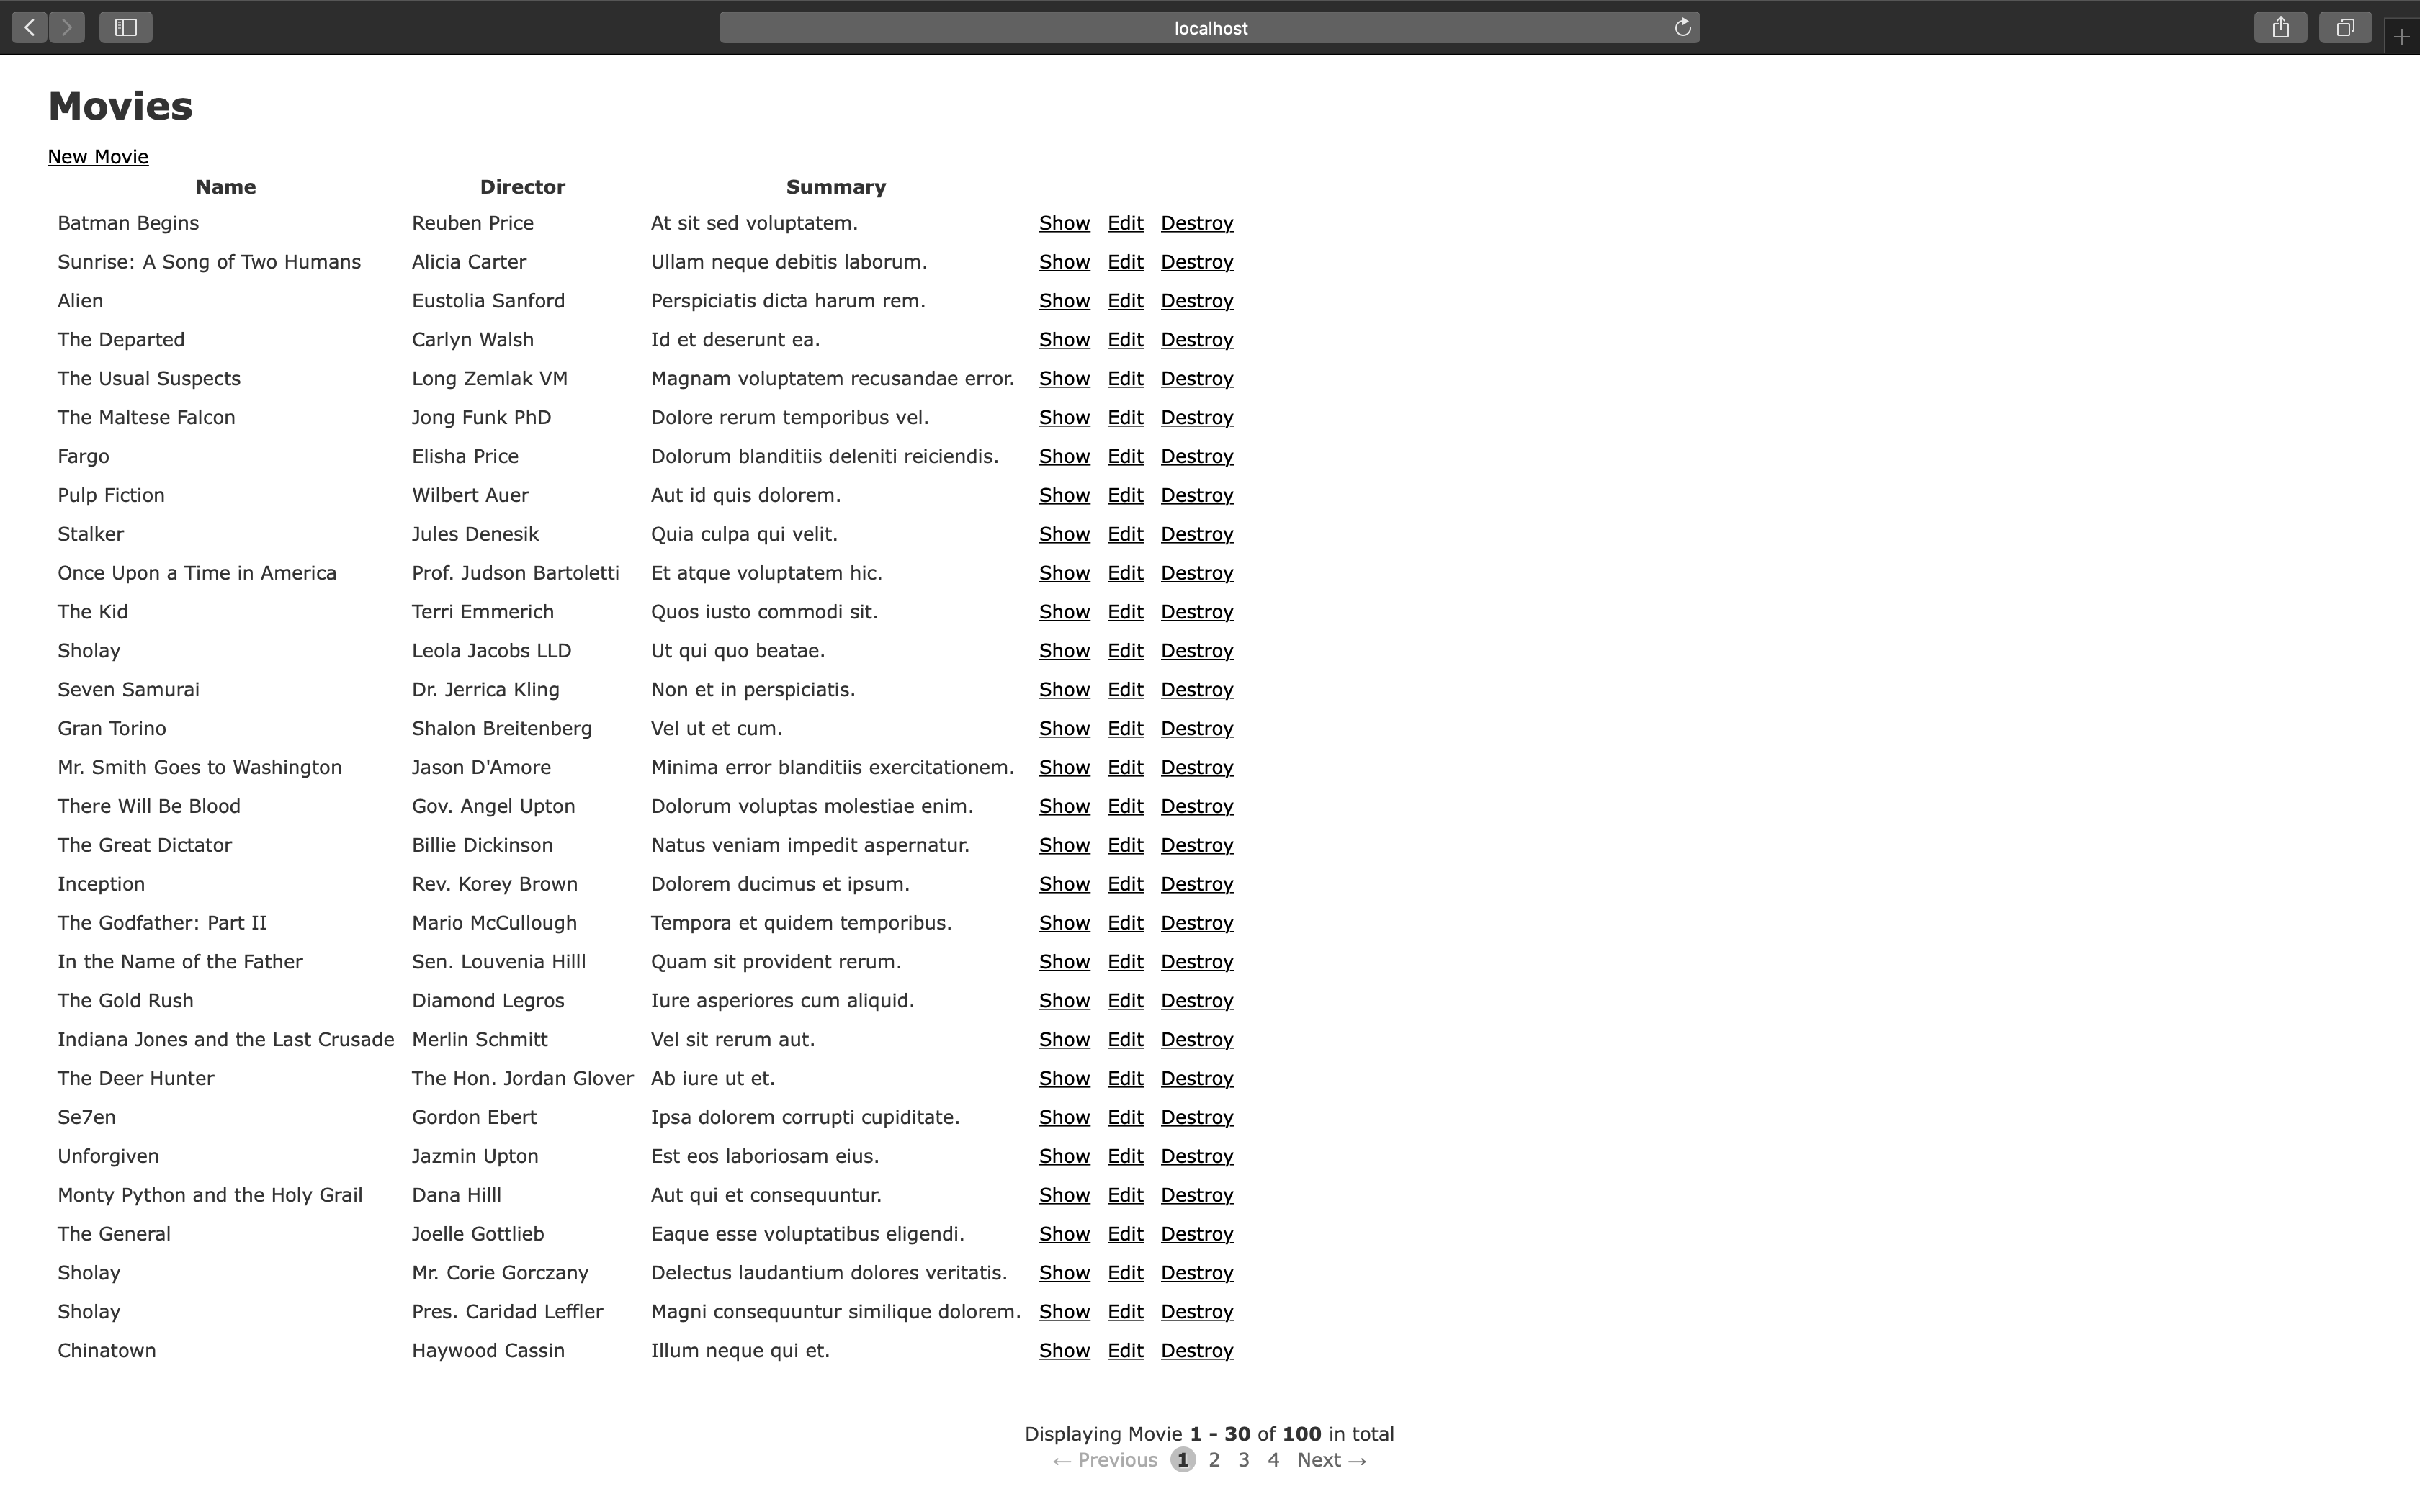 localhost
Movies
New Movie
Name Director Summary
Batman Begins Reuben Price At sit sed voluptatem. Show Edit Destroy
Sunrise: A Song of Two Humans Alicia Carter Ullam neque debitis laborum. Show Edit Destroy
Alien Eustolia Sanford Perspiciatis dicta harum rem. Show Edit Destroy
The Departed Carlyn Walsh Id et deserunt ea. Show Edit Destroy
The Usual Suspects Long Zemlak VM Magnam voluptatem recusandae error. Show Edit Destroy
The Maltese Falcon Jong Funk PhD Dolore rerum temporibus vel. Show Edit Destroy
Fargo Elisha Price Dolorum blanditiis deleniti reiciendis. Show Edit Destroy
Pulp Fiction Wilbert Auer Aut id quis dolorem. Show Edit Destroy
Stalker Jules Denesik Quia culpa qui velit. Show Edit Destroy
Once Upon a Time in America Prof. Judson Bartoletti Et atque voluptatem hic. Show Edit Destroy
The Kid Terri Emmerich Quos iusto commodi sit. Show Edit Destroy
Sholay Leola Jacobs LLD Ut qui quo beatae. Show Edit Destroy
Seven Samurai Dr. Jerrica Kling Non et in perspiciatis. Show Edit Destroy
Gran Torino Shalon Breitenberg Vel ut et cum. Show Edit Destroy
Mr. Smith Goes to Washington Jason D'Amore Minima error blanditiis exercitationem. Show Edit Destroy
There Will Be Blood Gov. Angel Upton Dolorum voluptas molestiae enim. Show Edit Destroy
The Great Dictator Billie Dickinson Natus veniam impedit aspernatur. Show Edit Destroy
Inception Rev. Korey Brown Dolorem ducimus et ipsum. Show Edit Destroy
The Godfather: Part II Mario McCullough Tempora et quidem temporibus. Show Edit Destroy
In the Name of the Father Sen. Louvenia Hilll Quam sit provident rerum. Show Edit Destroy
The Gold Rush Diamond Legros Iure asperiores cum aliquid. Show Edit Destroy
Indiana Jones and the Last Crusade Merlin Schmitt Vel sit rerum aut. Show Edit Destroy
The Deer Hunter The Hon. Jordan Glover Ab iure ut et. Show Edit Destroy
Se7en Gordon Ebert Ipsa dolorem corrupti cupiditate. Show Edit Destroy
Unforgiven Jazmin Upton Est eos laboriosam eius. Show Edit Destroy
Monty Python and the Holy Grail Dana Hilll Aut qui et consequuntur. Show Edit Destroy
The General Joelle Gottlieb Eaque esse voluptatibus eligendi. Show Edit Destroy
Sholay Mr. Corie Gorczany Delectus laudantium dolores veritatis. Show Edit Destroy
Sholay Pres. Caridad Leffler Magni consequuntur similique dolorem. Show Edit Destroy
Chinatown Haywood Cassin Illum neque qui et. Show Edit Destroy
Displaying Movie 1 - 30 of 100 in total
← Previous 1 2 3 4 Next →